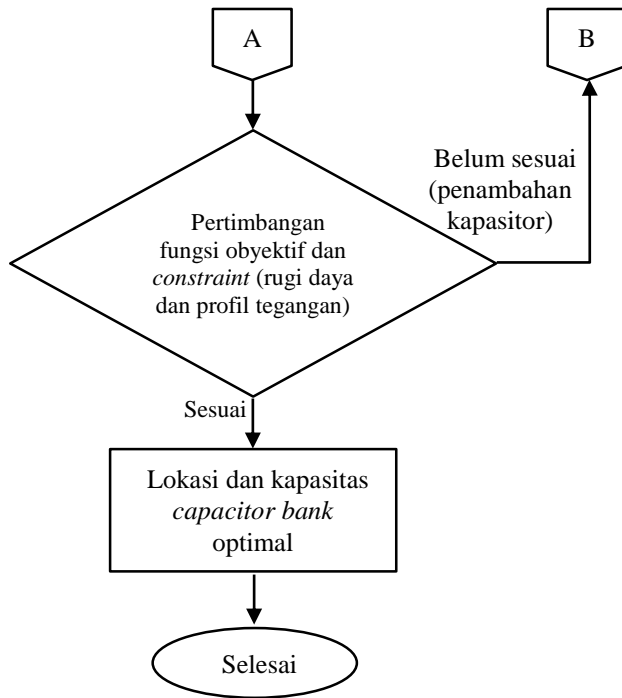 A
B
Belum sesuai
(penambahan
kapasitor)
Pertimbangan
fungsi obyektif dan
constraint (rugi daya
dan profil tegangan)
Sesuai
Lokasi dan kapasitas
capacitor bank
optimal
Selesai